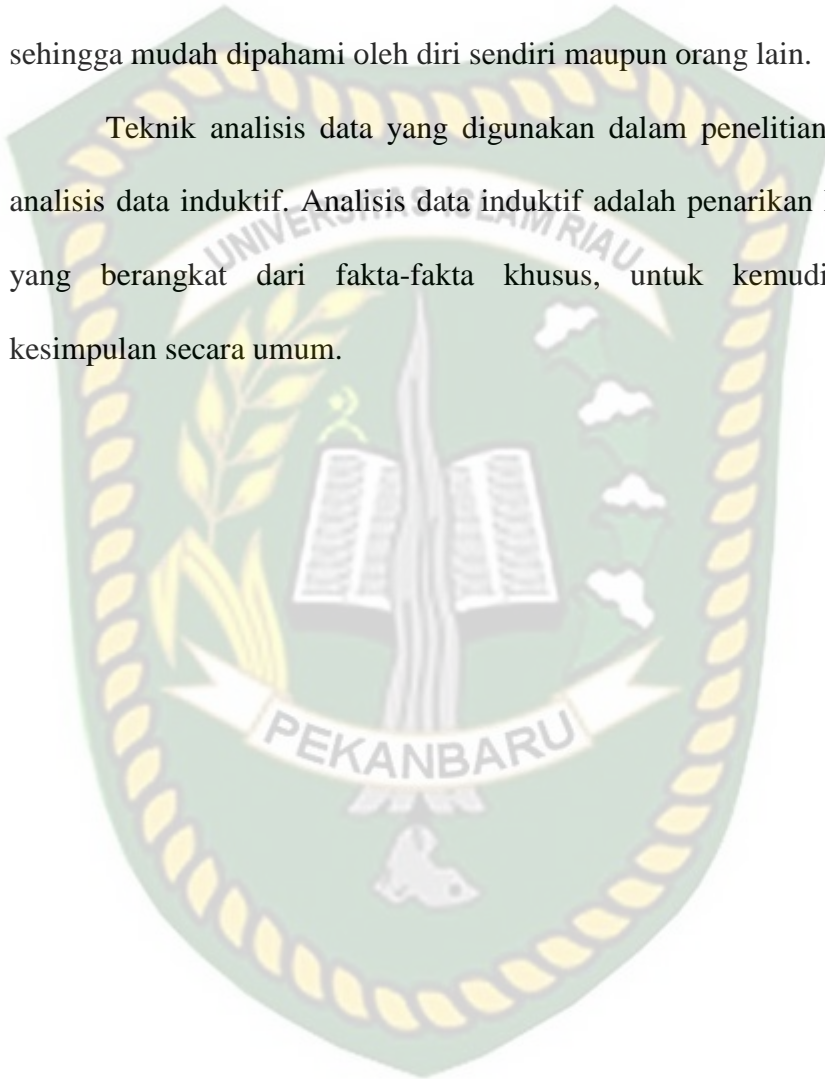 sehingga mudah dipahami oleh diri sendiri maupun orang lain.
Teknik analisis data yang digunakan dalam penelitian
analisis data induktif. Analisis data induktif adalah penarikan
UNIVERSITAS ISLAM RIAU
yang berangkat dari fakta-fakta khusus, untuk kemudi
kesimpulan secara umum.
PEKANBARU